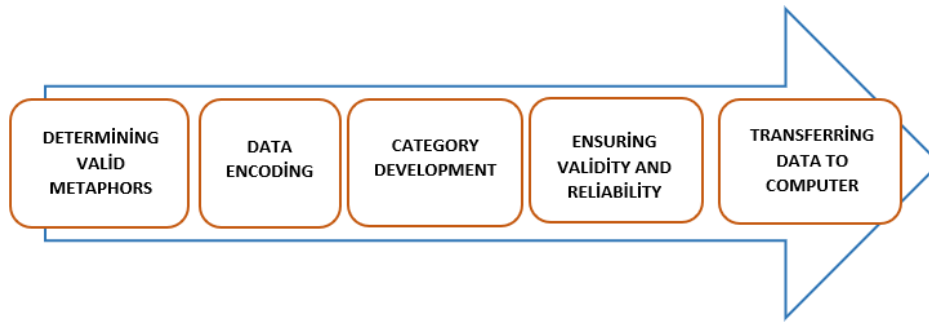 DETERMİNİNG
VALİD
METAPHORS
DATA
ENCODİNG
CATEGORY
DEVELOPMENT
ENSURİNG
VALİDİTY AND
RELİABİLİTY
TRANSFERRİNG
DATA TO
COMPUTER